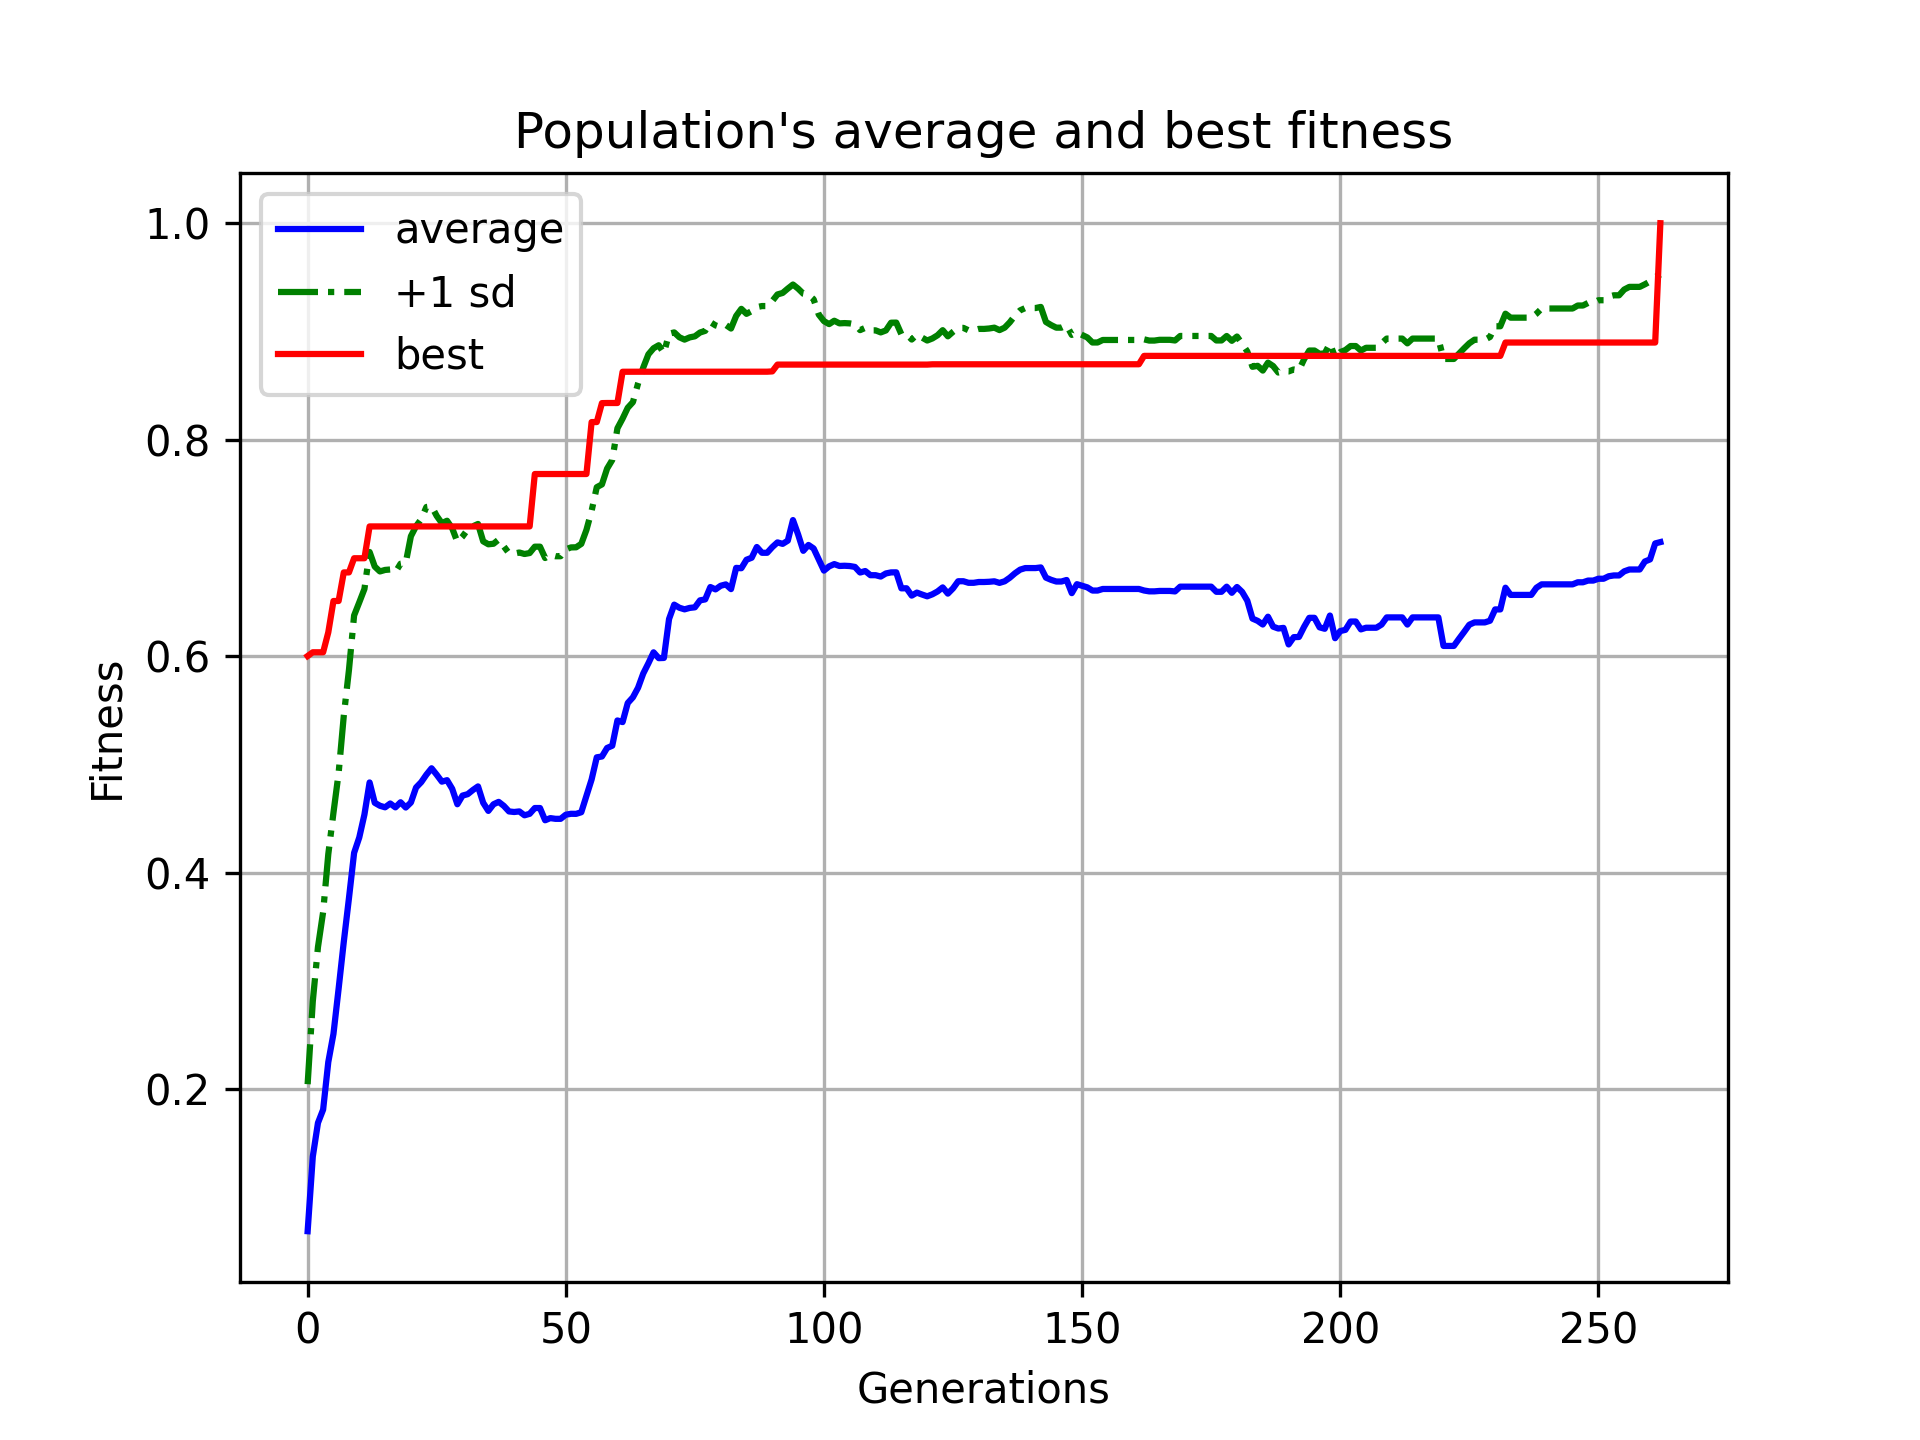 Population's average and best fitness
average
+1 sd
best
1.0
0.8
0.6
0.4
0.2
Fitness
0 50 100 150 200 250
Generations